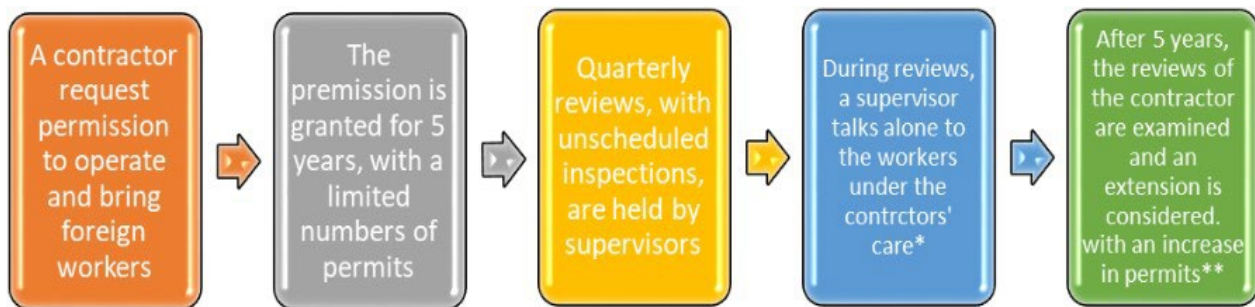 A contractor
request
permission
to operate
and bring
foreign
workers
The
premission is
granted for 5
years, with a
limited
numbers of
permits
Quarterly
reviews, with
unscheduled
inspections,
are held by
supervisors
During reviews,
a supervisor
talks alone to
the workers
under the
contrctors'
care*
After 5 years,
the reviews of
the contractor
are examined
and an
extension is
considered.
with an increase
in permits**